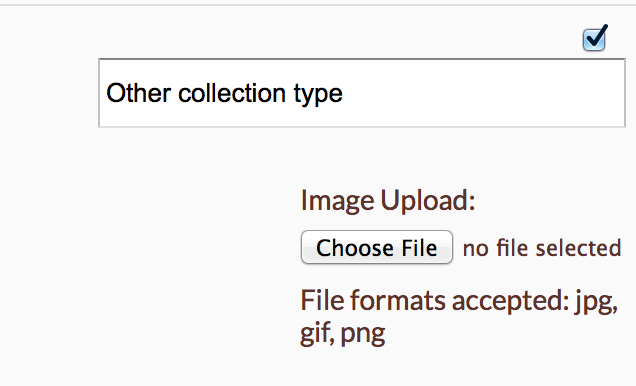 Other collection type
Image Upload:
Choose File no file selected
File formats accepted: jpg,
gif, png